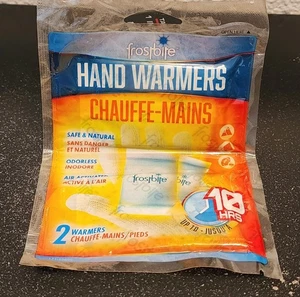 frostbite
HAND WARMERS
CHAUFFE-MAINS
SAFE & NATURAL
SANS DANGER
ET NATUREL
ODORLESS
INODORE
AIR ACTIVATED
ACTIVÉ À L'AIR
frostbite
frostbite
10
HRS
UP TO - JUSQU'À
2 WARMERS
CHAUFFE MAINS/PIEDS